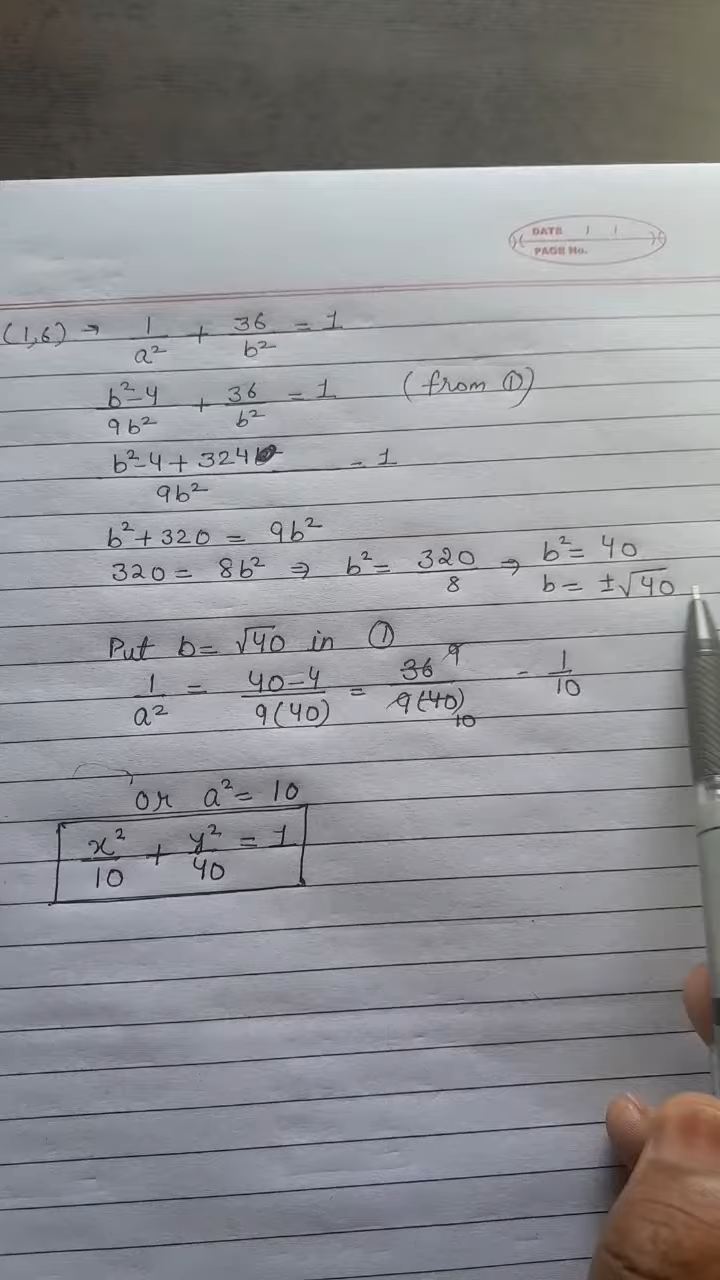 DATE / /
PAGE No.
(1,6) → 1/a² + 36/b² = 1
b²-4/9b² + 36/b² = 1 (from ①)
b²-4+324/9b² = 1
b²+320 = 9b²
320 = 8b² ⇒ b² = 320/8 ⇒ b² = 40
b = ±√40
Put b = √40 in ①
1/a² = 40-4/9(40) = 36 9/9(40) 10 - 1/10
or a² = 10
x²/10 + y²/40 = 1